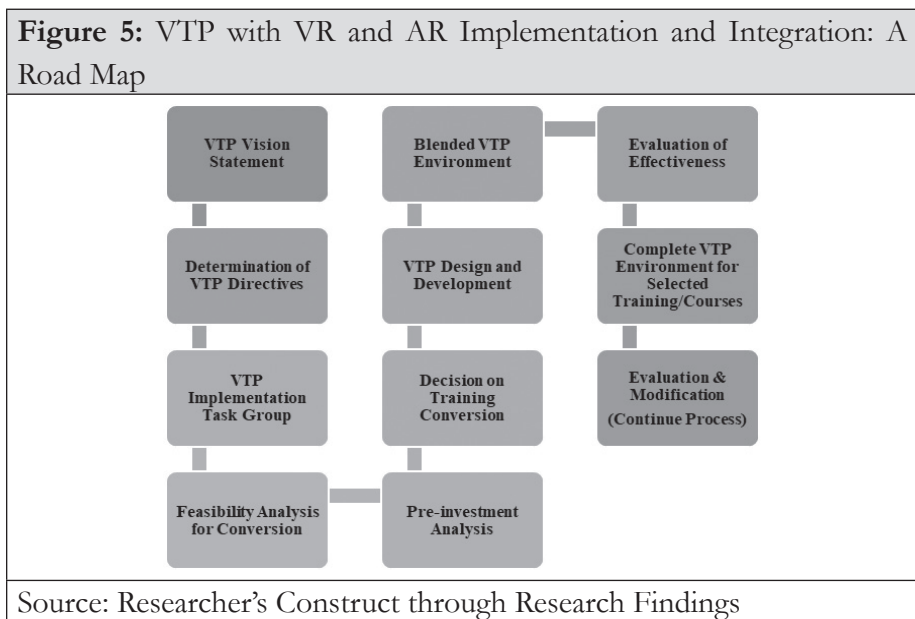 Figure 5: VTP with VR and AR Implementation and Integration: A
Road Map
VTP Vision
Statement
Determination of
VTP Directives
VTP
Implementation
Task Group
Feasibility Analysis
for Conversion
Pre-investment
Analysis
Decision on
Training
Conversion
VTP Design and
Development
Blended VTP
Environment
Evaluation of
Effectiveness
Complete VTP
Environment for
Selected
Training/Courses
Evaluation &
Modification
(Continue Process)
Source: Researcher's Construct through Research Findings